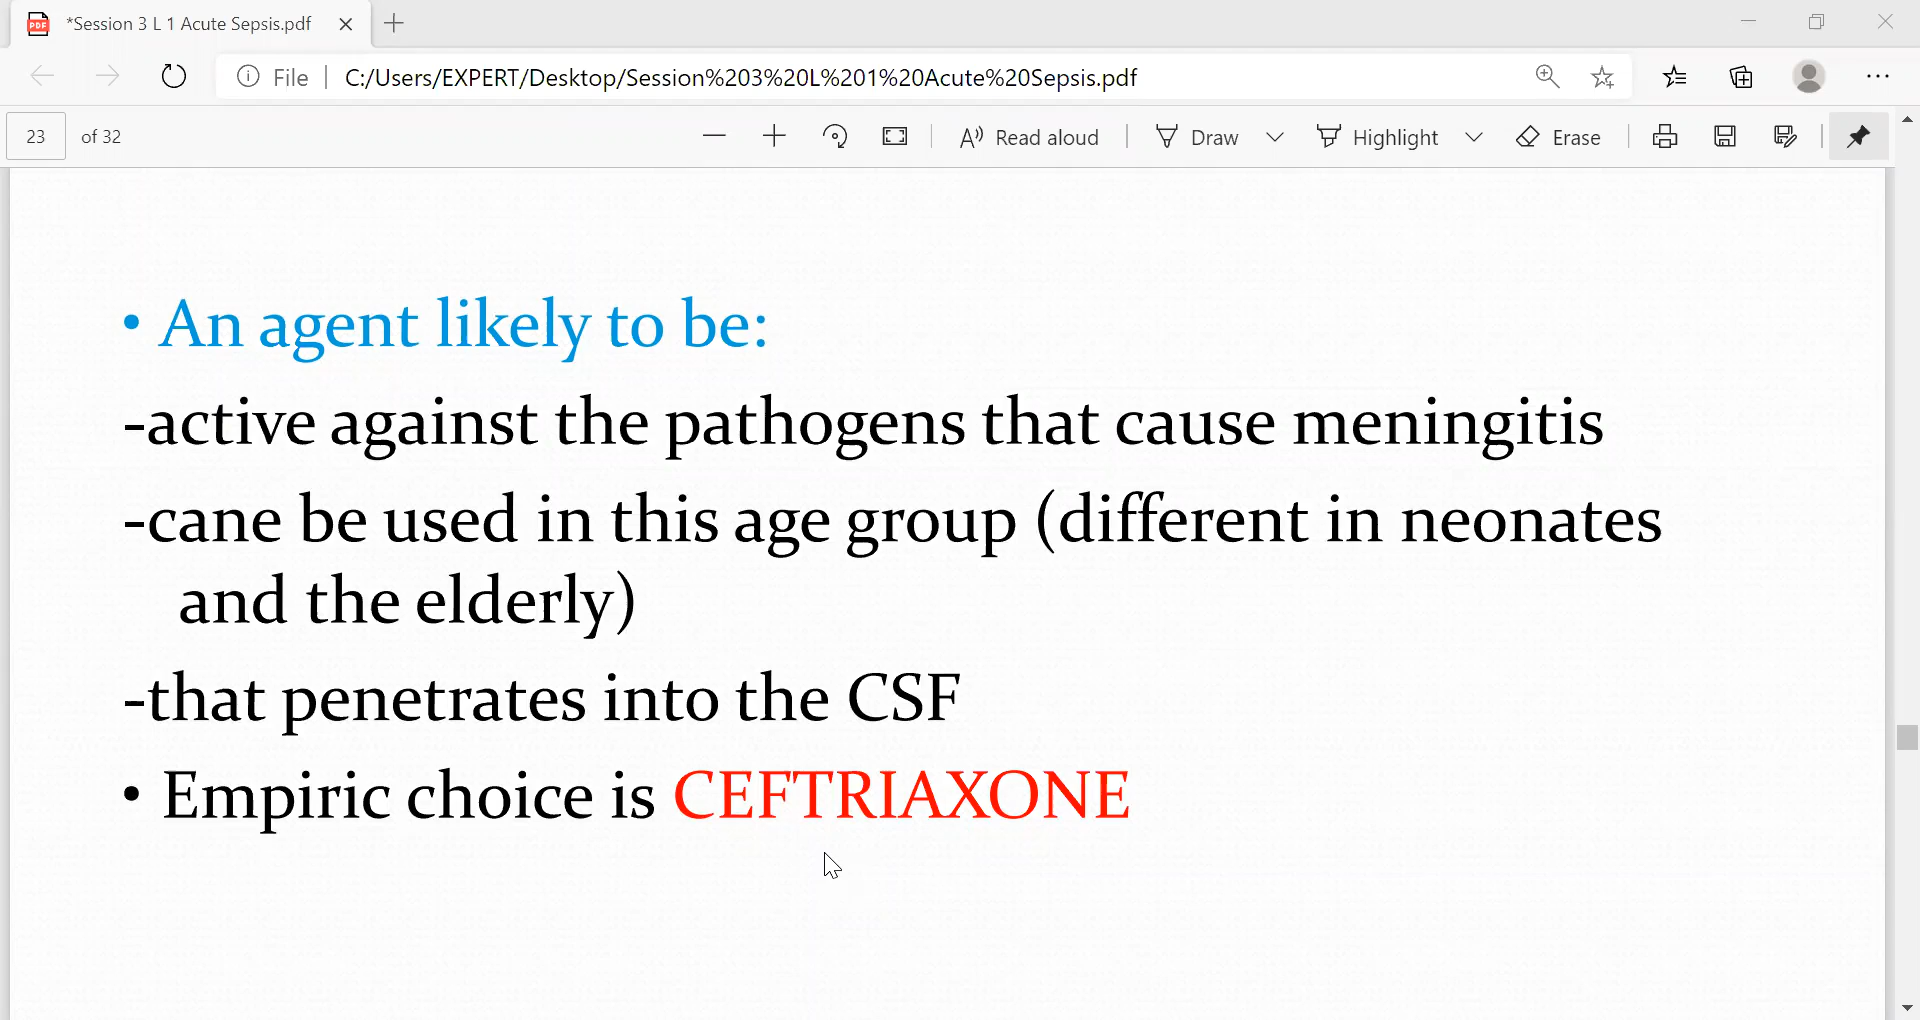 *Session 3 L 1 Acute Sepsis.pdf
File | C:/Users/EXPERT/Desktop/Session%203%20L%201%20Acute%20Sepsis.pdf
23 of 32 Read aloud Draw Highlight Erase
• An agent likely to be:
-active against the pathogens that cause meningitis
-cane be used in this age group (different in neonates
and the elderly)
-that penetrates into the CSF
• Empiric choice is CEFTRIAXONE